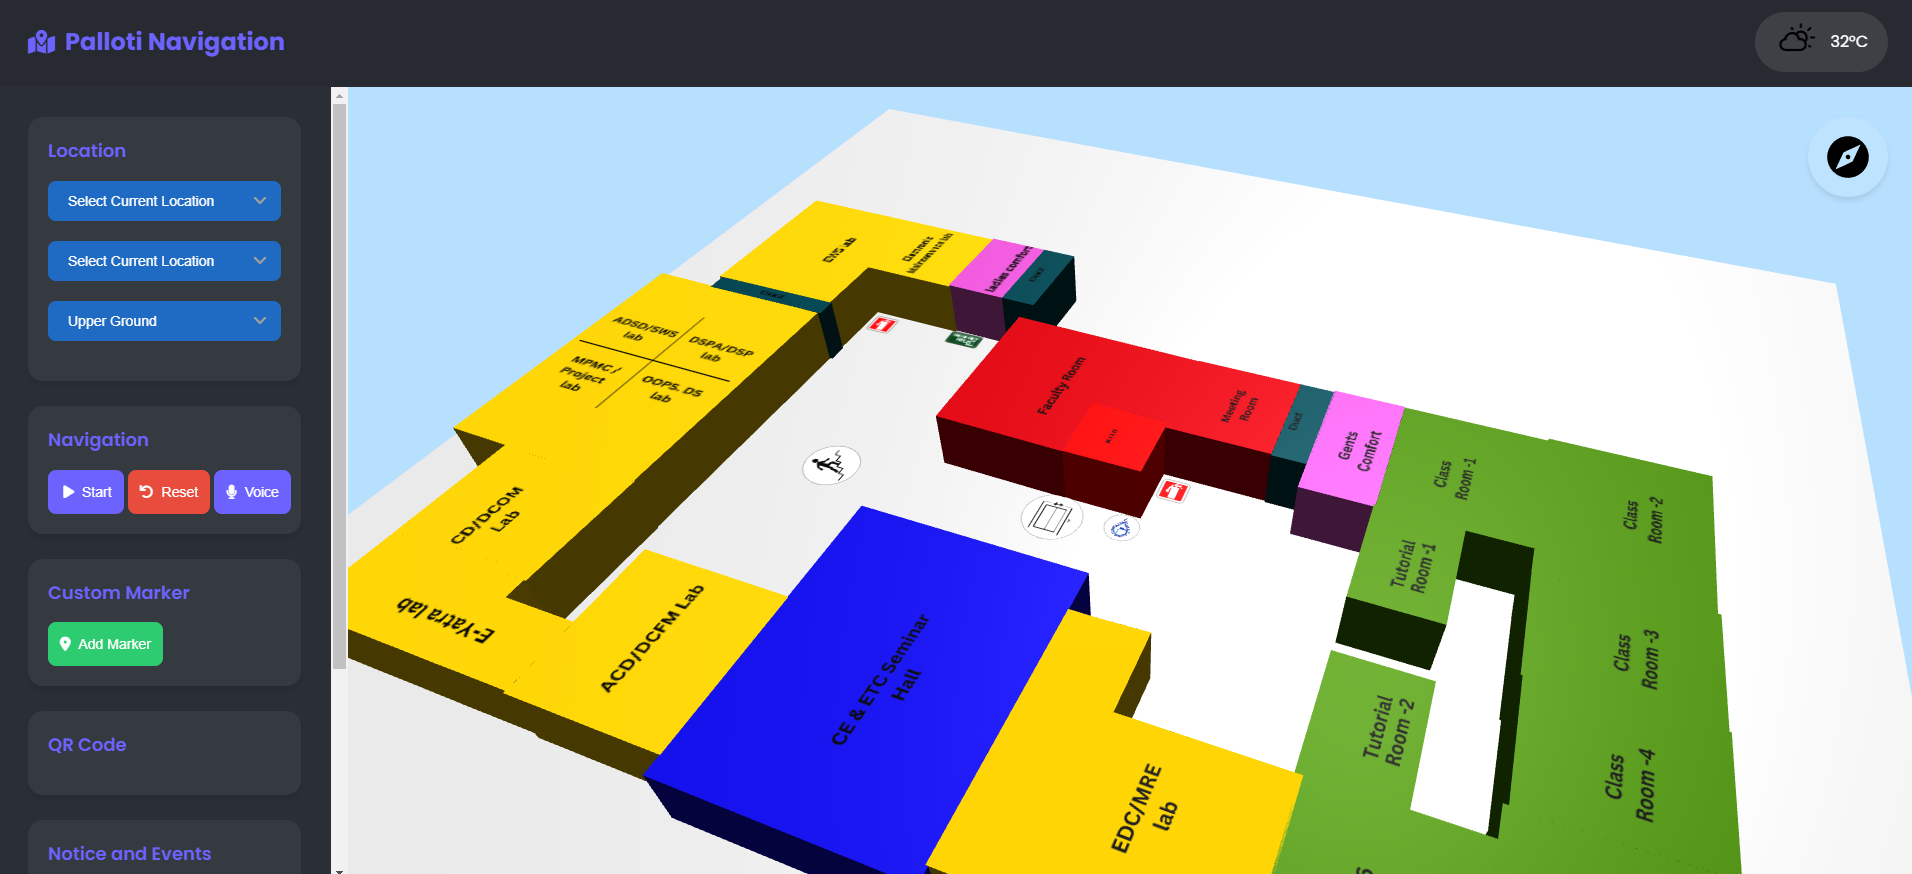 Palloti Navigation
32°C
Location
Select Current Location
Select Current Location
Upper Ground
Navigation
Start
Reset
Voice
Custom Marker
Add Marker
QR Code
Notice and Events
EWS lab
Ladies comfort
Duct
Duct
ADSD/SWS
lab
DSPA/DSP
lab
MPMC/
Project
lab
OOPS. DS
lab
CD/DCOM
Lab
E-Yatra lab
ACD/DCFM Lab
CE & ETC Seminar
Hall
EDC/MRE
lab
Faculty Room
Meeting
Room
Duct
Gents
Comfort
Class
Room -1
Class
Room -2
Tutorial
Room -1
Class
Room -3
Tutorial
Room -2
Class
Room -4